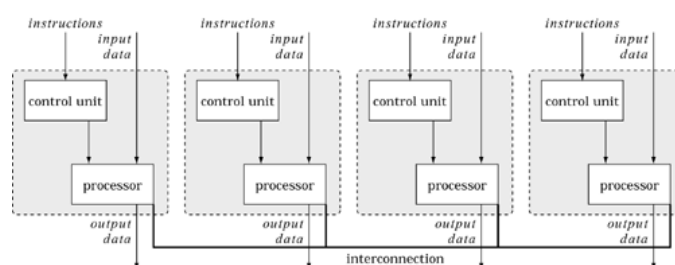 instructions
input
data
control unit
processor
output
data
instructions
input
data
control unit
processor
output
data
instructions
input
data
control unit
processor
output
data
instructions
input
data
control unit
processor
output
data
interconnection